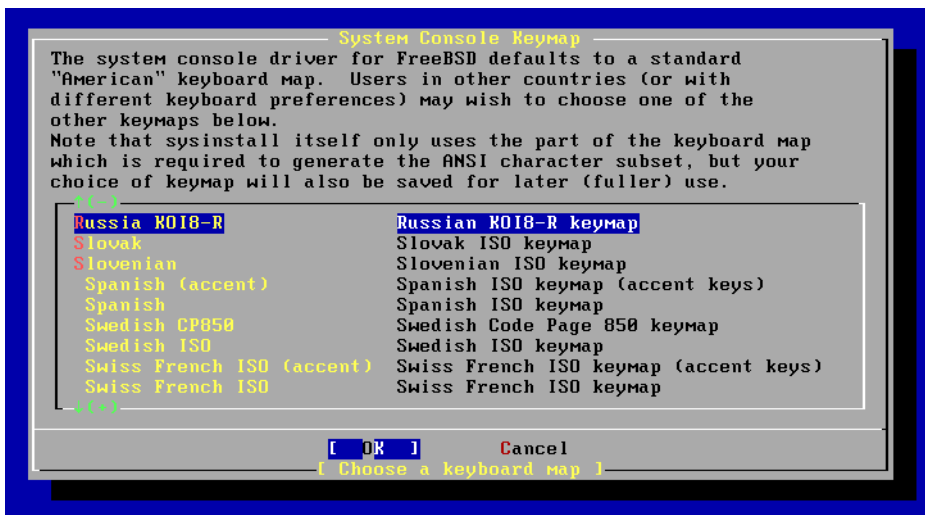 System Console Keymap
The system console driver for FreeBSD defaults to a standard
"American" keyboard map.  Users in other countries (or with
different keyboard preferences) may wish to choose one of the
other keymaps below.
Note that sysinstall itself only uses the part of the keyboard map
which is required to generate the ANSI character subset, but your
choice of keymap will also be saved for later (fuller) use.
↑(-)
Russia KOI8-R Russian KOI8-R keymap
Slovak Slovak ISO keymap
Slovenian Slovenian ISO keymap
Spanish (accent) Spanish ISO keymap (accent keys)
Spanish Spanish ISO keymap
Swedish CP850 Swedish Code Page 850 keymap
Swedish ISO Swedish ISO keymap
Swiss French ISO (accent) Swiss French ISO keymap (accent keys)
Swiss French ISO Swiss French ISO keymap
↓(+)
[ OK ] Cancel
[ Choose a keyboard map ]